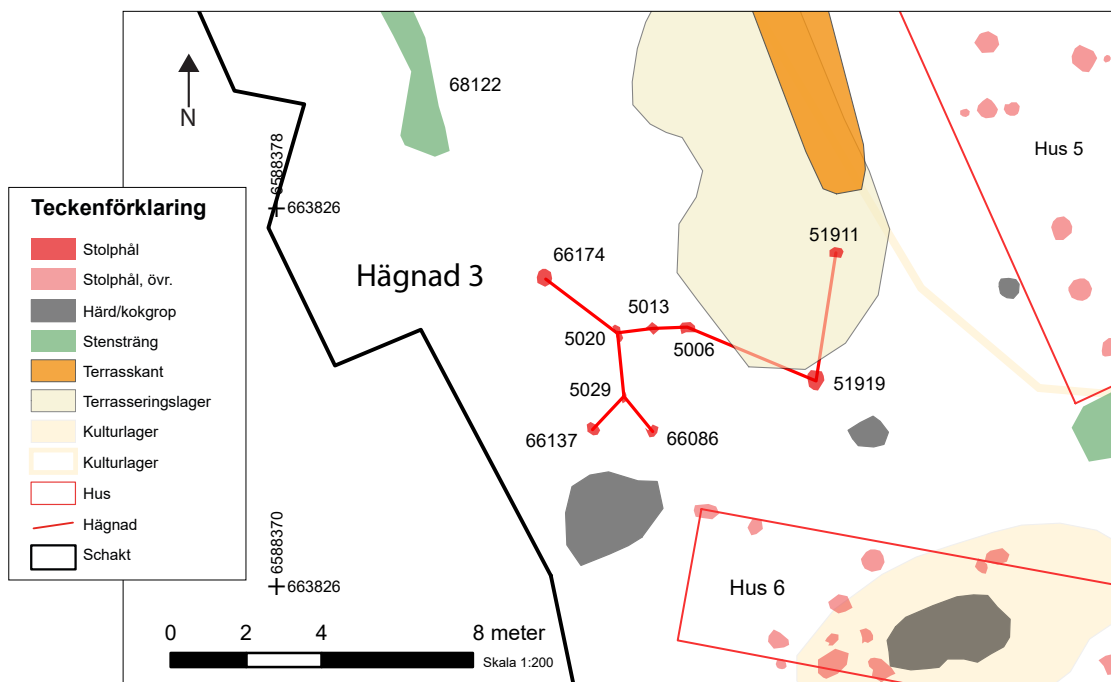 68122
N
6588378
663826
Hus 5
Teckenförklaring
Stolphål
Stolphål, övr.
Härd/kokgrop
Stensträng
Terrasskant
Terrasseringslager
Kulturlager
Kulturlager
Hus
Hägnad
Schakt
Hägnad 3
66174
51911
5013
5020
5006
5029
51919
66137
66086
6588370
663826
Hus 6
0 2 4 8 meter
Skala 1:200